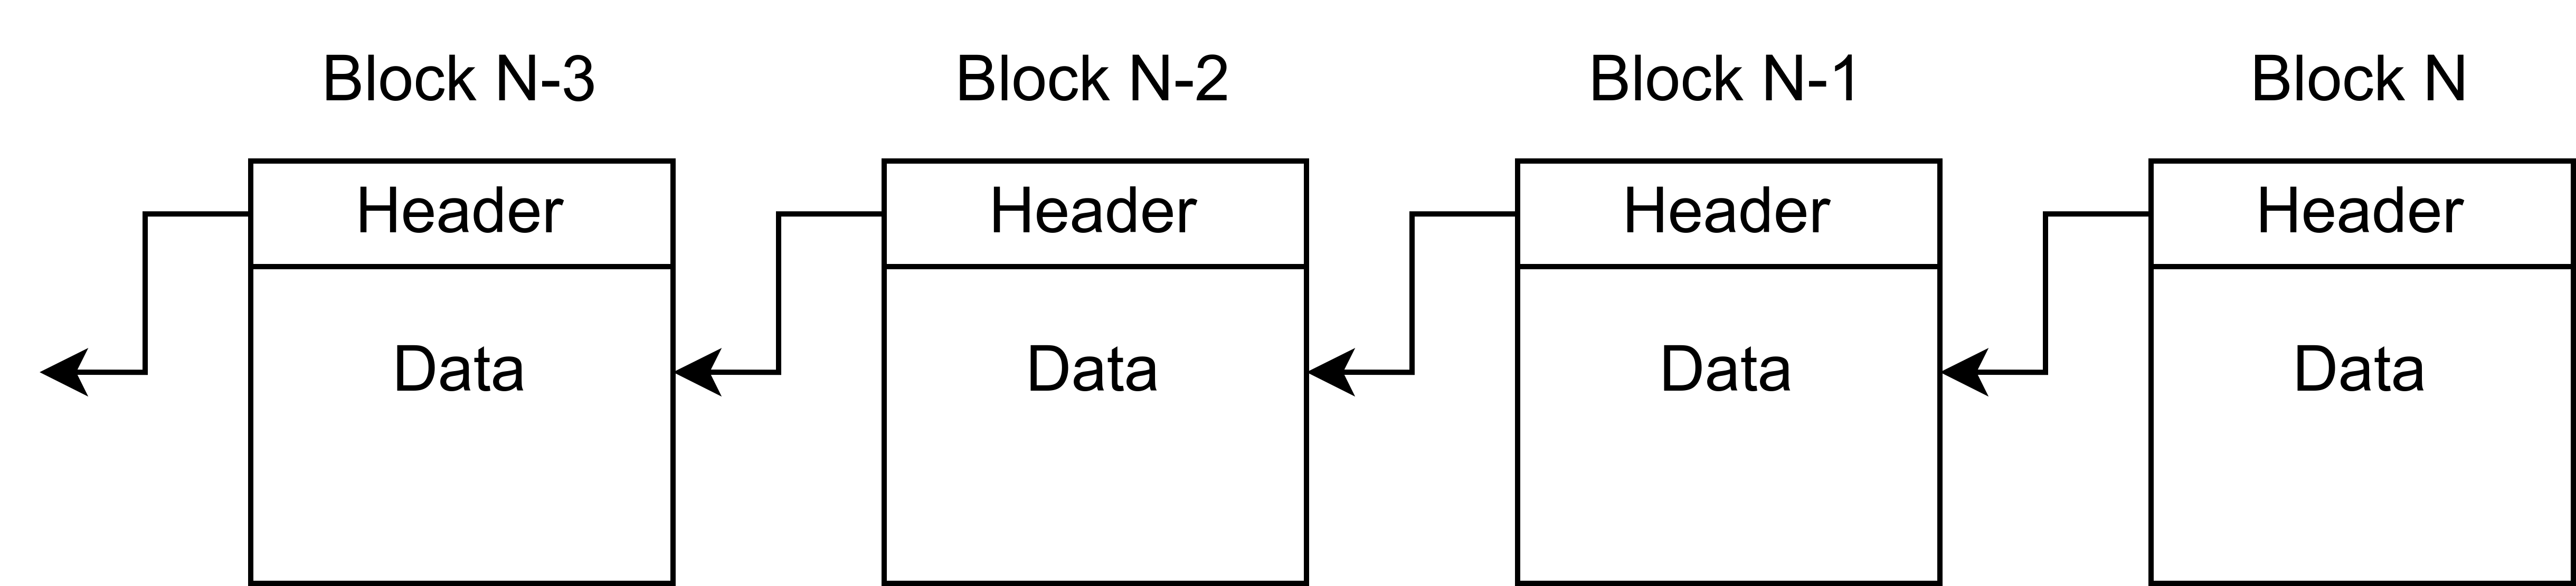 Block N-3
Block N-2
Block N-1
Block N
Header
Header
Header
Header
Data
Data
Data
Data